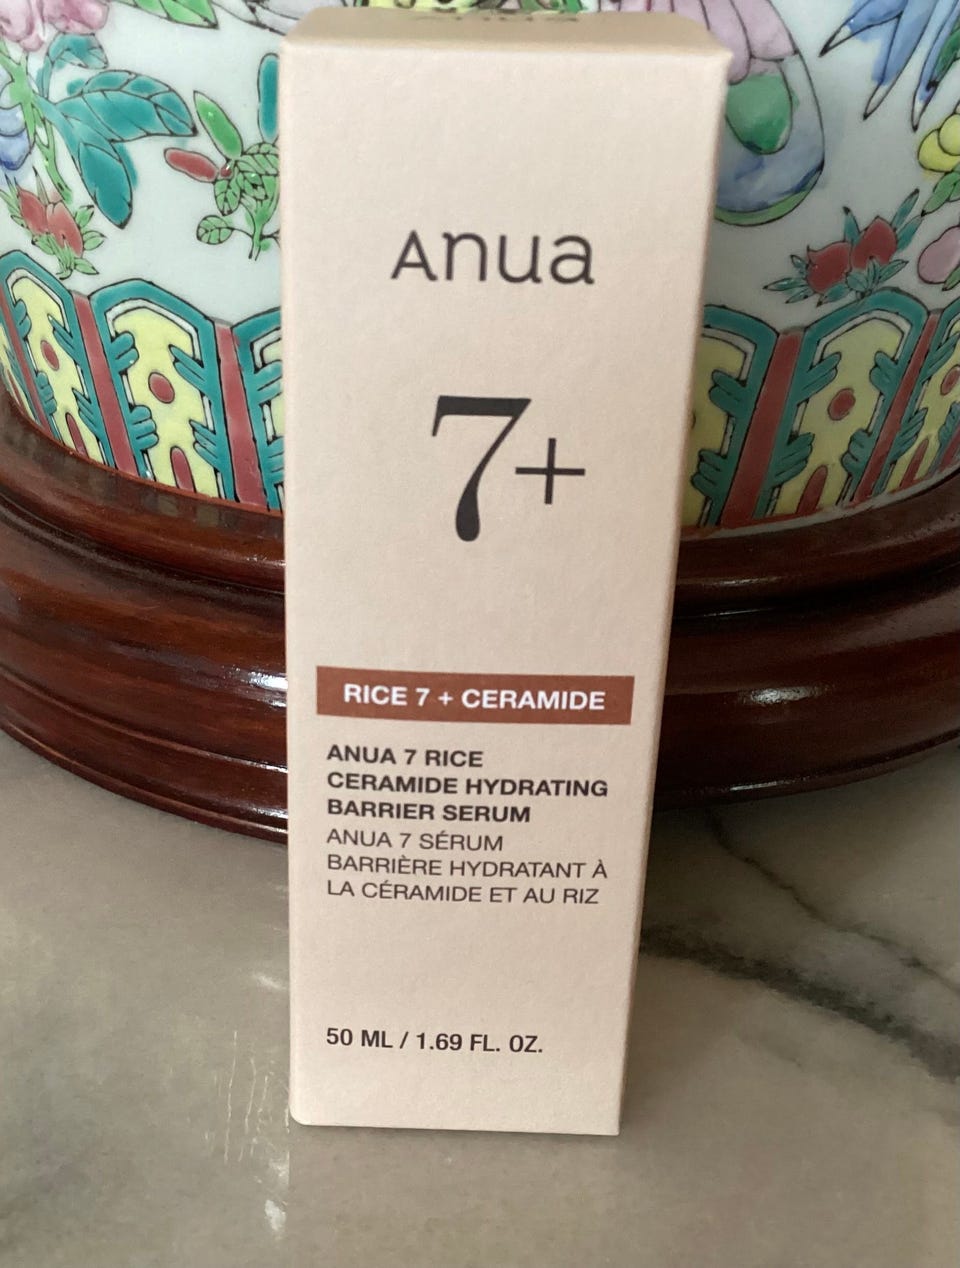 Anua
7+
RICE 7 + CERAMIDE
ANUA 7 RICE
CERAMIDE HYDRATING
BARRIER SERUM
ANUA 7 SÉRUM
BARRIÈRE HYDRATANT À
LA CÉRAMIDE ET AU RIZ
50 ML / 1.69 FL. OZ.